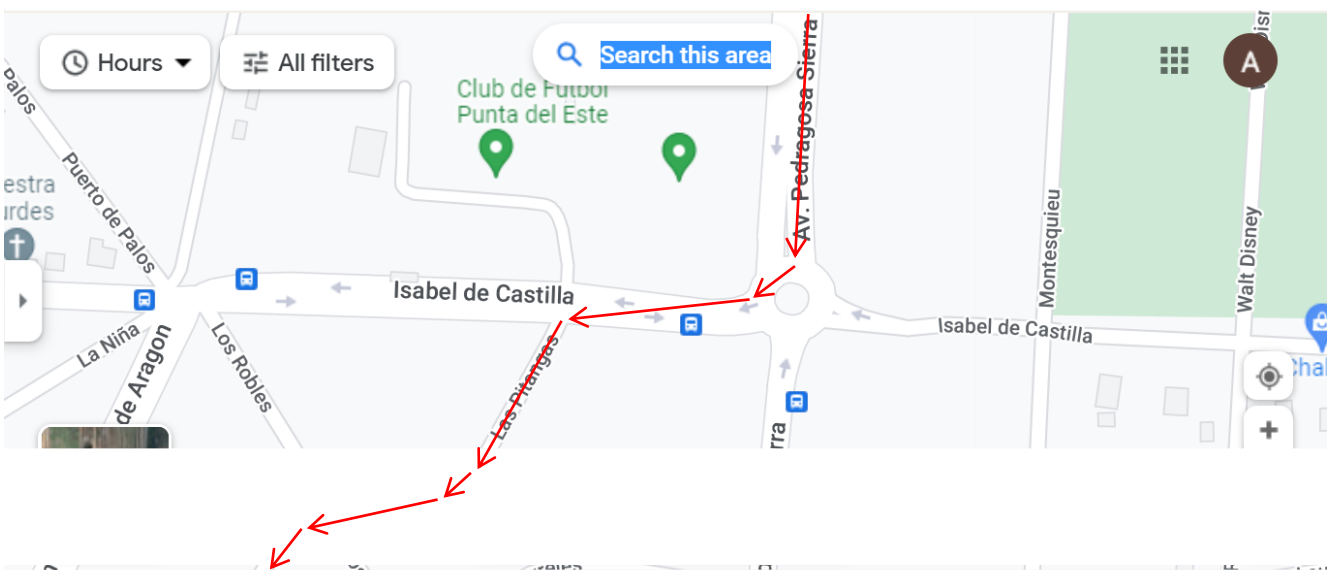 Hours
All filters
Search this area
A
Club de Futbol
Punta del Este
Av. Pedragosa Sierra
Palos
Puerto de Palos
estra
irdes
Isabel de Castilla
Montesquieu
Walt Disney
Isabel de Castilla
La Niña
de Aragon
Los Robles
Las Pitangas
rra
Chal